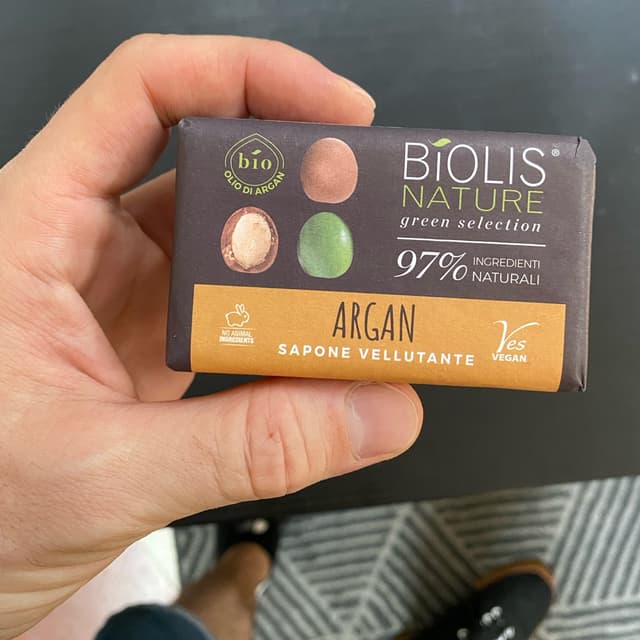 bio
OLIO DI ARGAN
BiOLIS®
NATURE
green selection
97% INGREDIENTI
NATURALI
NO ANIMAL
INGREDIENTS
ARGAN
SAPONE VELLUTANTE
Yes
VEGAN